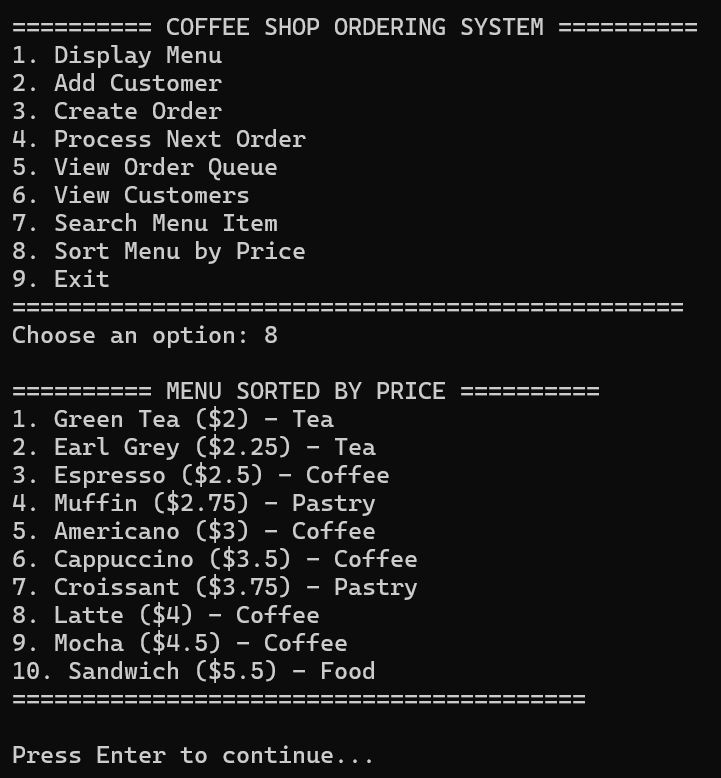 ========== COFFEE SHOP ORDERING SYSTEM ==========
1. Display Menu
2. Add Customer
3. Create Order
4. Process Next Order
5. View Order Queue
6. View Customers
7. Search Menu Item
8. Sort Menu by Price
9. Exit
================================================
Choose an option: 8
========== MENU SORTED BY PRICE ==========
1. Green Tea ($2) - Tea
2. Earl Grey ($2.25) - Tea
3. Espresso ($2.5) - Coffee
4. Muffin ($2.75) - Pastry
5. Americano ($3) - Coffee
6. Cappuccino ($3.5) - Coffee
7. Croissant ($3.75) - Pastry
8. Latte ($4) - Coffee
9. Mocha ($4.5) - Coffee
10. Sandwich ($5.5) - Food
=========================================
Press Enter to continue...